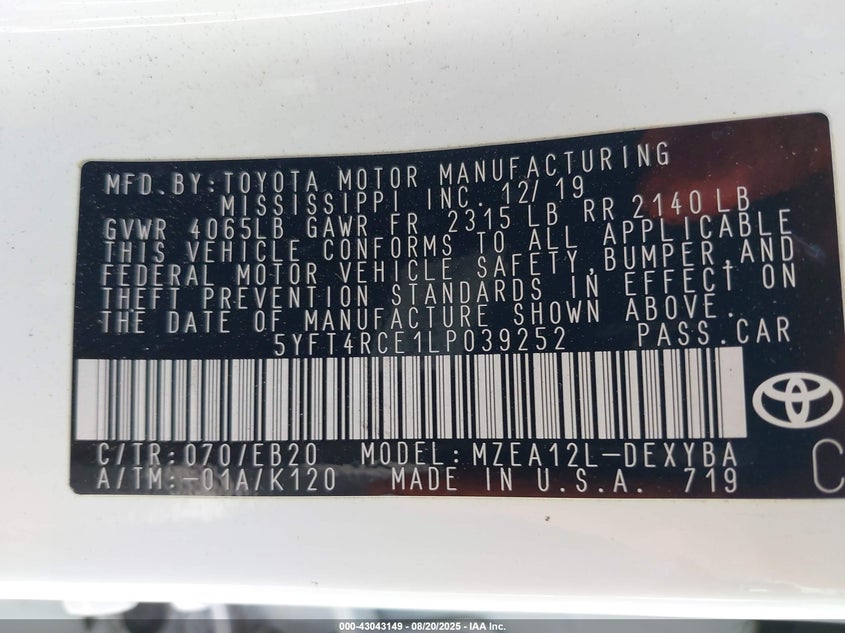 MFD.BY:TOYOTA MOTOR MANUFACTURING
MISSISSIPPI INC. 12/19
GVWR 4065LB GAWR FR 2315 LB RR 2140 LB
THIS VEHICLE CONFORMS TO ALL APPLICABLE
FEDERAL MOTOR VEHICLE SAFETY, BUMPER, AND
THEFT PREVENTION STANDARDS IN EFFECT ON
THE DATE OF MANUFACTURE SHOWN ABOVE.
5YFT4RCE1LP039252 PASS.CAR
C/TR:070/EB20 MODEL:MZEA12L-DEXYBA
A/TM:-01A/K120 MADE IN U.S.A. 719
C
000-43043149 - 08/20/2025 - IAA Inc.